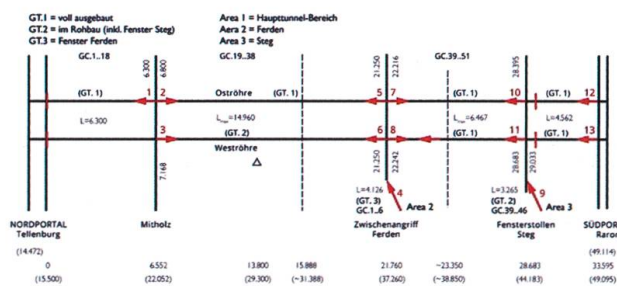 GT.1 = voll ausgebaut
GT.2 = im Rohbau (inkl. Fenster Steg)
GT.3 = Fenster Ferden
Area 1 = Haupttunnel-Bereich
Aera 2 = Ferden
Area 3 = Steg
GC.1..18
6.300
6.800
GC.19...38
21.250
22.216
GC.39...51
28.395
(GT. 1)
1
2
Oströhre
(GT. 1)
5
7
(GT. 1)
10
(GT. 1)
12
L=6.300
Lmax=14.960
Lmax=6.467
L=4.562
3
(GT. 2)
6
8
(GT. 1)
11
(GT. 1)
13
Weströhre
7.168
21.250
22.242
28.683
29.033
L=4.126
(GT. 3)
GC.1..6
4
Area 2
L=3.265
(GT. 2)
GC.39..46
9
Area 3
NORDPORTAL
Tellenburg
Mitholz
Zwischenangriff
Ferden
Fensterstollen
Steg
SÜDPOR
Raror
(14.472)
(49.114)
0
6.552
13.800
15.888
21.760
~23.350
28.683
33.595
(15.500)
(22.052)
(29.300)
(~31.388)
(37.260)
(~38.850)
(44.183)
(49.095)